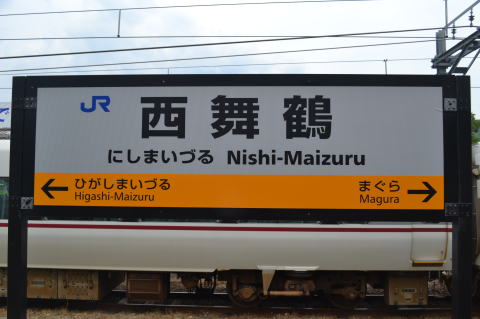 JR
西舞鶴
にしまいづる Nishi-Maizuru
ひがしまいづる
Higashi-Maizuru
まぐら
Magura